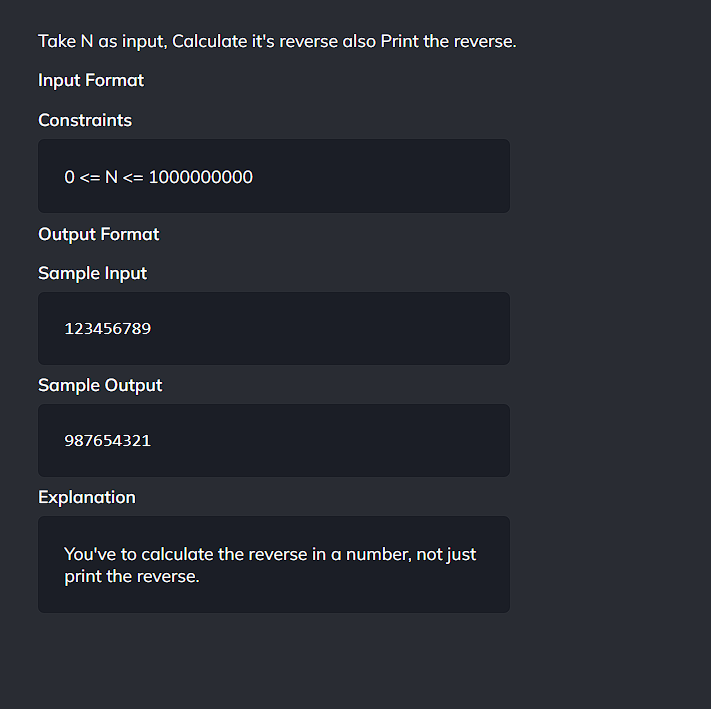 Take N as input, Calculate it's reverse also Print the reverse.
Input Format
Constraints
0 <= N <= 1000000000
Output Format
Sample Input
123456789
Sample Output
987654321
Explanation
You've to calculate the reverse in a number, not just
print the reverse.